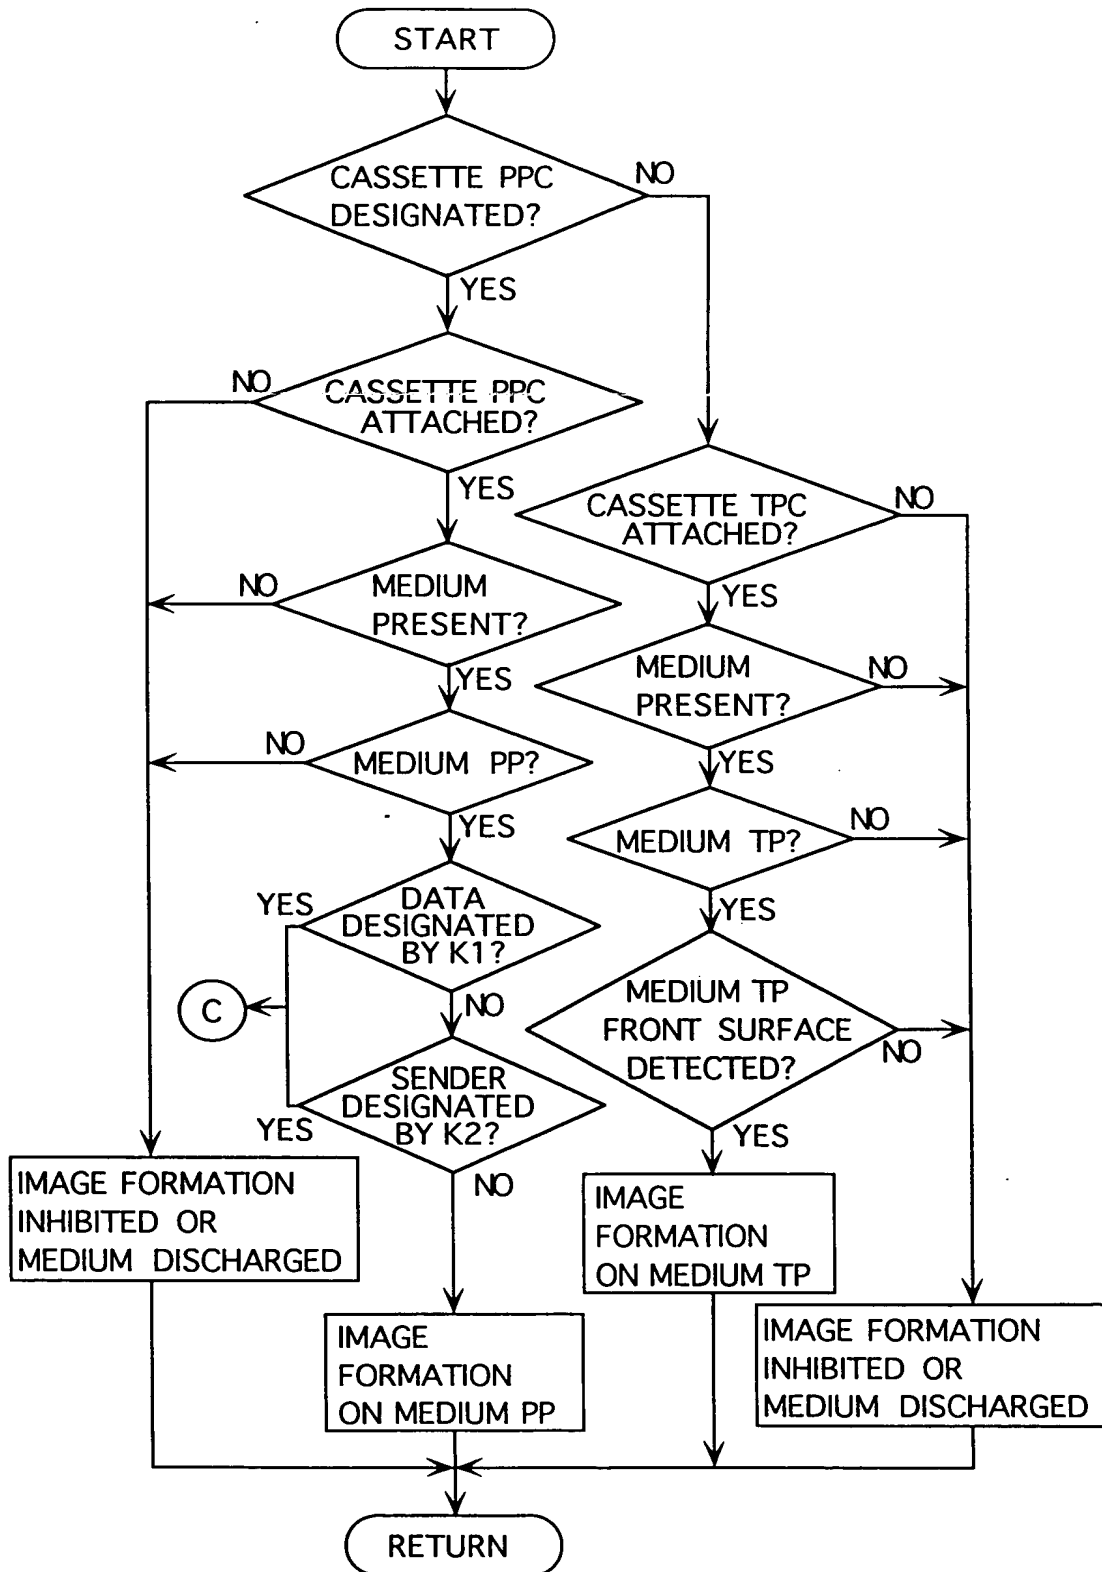 START
CASSETTE PPC
DESIGNATED?
NO
YES
CASSETTE PPC
ATTACHED?
NO
YES
CASSETTE TPC
ATTACHED?
NO
YES
MEDIUM
PRESENT?
NO
YES
MEDIUM
PRESENT?
NO
YES
MEDIUM PP?
NO
YES
MEDIUM TP?
NO
YES
DATA
DESIGNATED
BY K1?
YES
NO
C
MEDIUM TP
FRONT SURFACE
DETECTED?
NO
YES
SENDER
DESIGNATED
BY K2?
YES
NO
IMAGE FORMATION
INHIBITED OR
MEDIUM DISCHARGED
IMAGE
FORMATION
ON MEDIUM TP
IMAGE
FORMATION
ON MEDIUM PP
IMAGE FORMATION
INHIBITED OR
MEDIUM DISCHARGED
RETURN